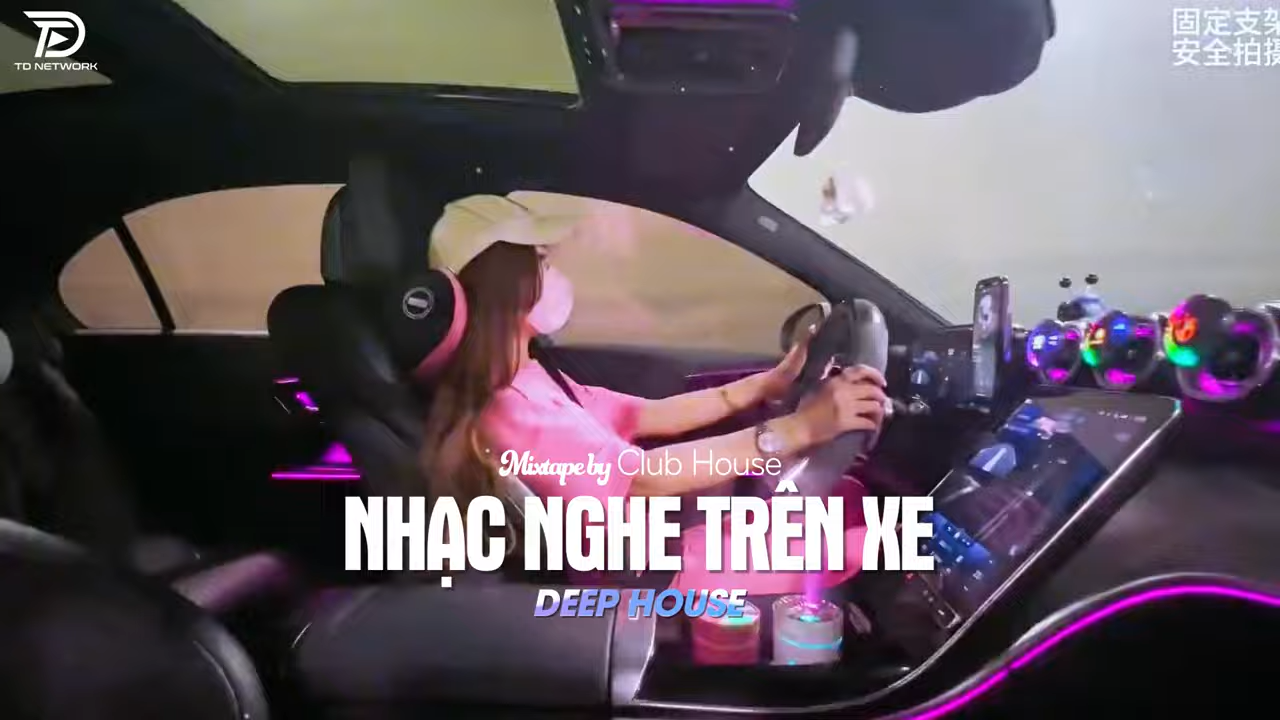 TD NETWORK
固定支架
安全拍摄
Mixtape by Club House
NHẠC NGHE TRÊN XE
DEEP HOUSE